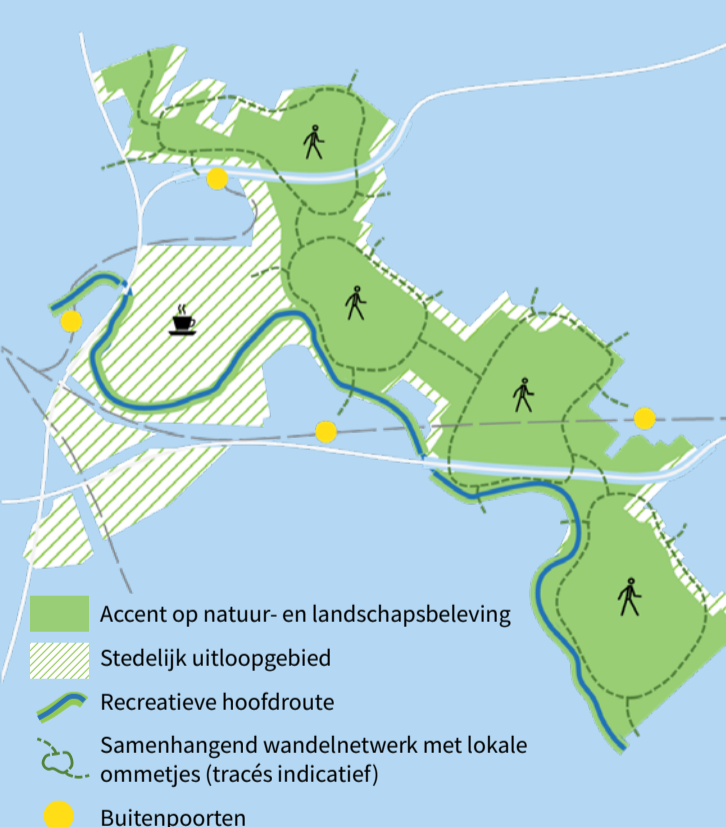 Accent op natuur- en landschapsbeleving
Stedelijk uitloopgebied
Recreatieve hoofdroute
Samenhangend wandelnetwerk met lokale
ommetjes (tracés indicatief)
Buitenpoorten